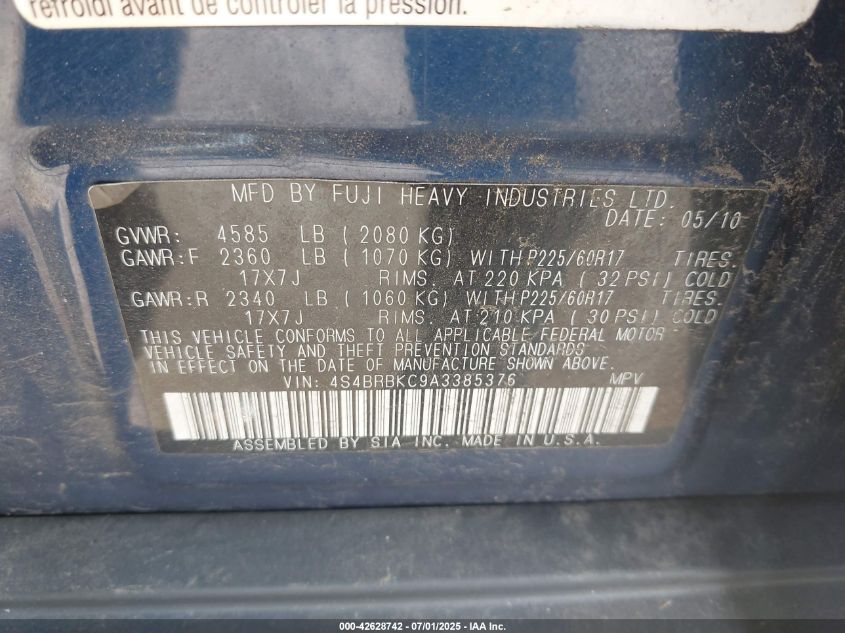 refroidi avant de contrôler la pression.
MFD BY FUJI HEAVY INDUSTRIES LTD.
DATE: 05/10
GVWR: 4585 LB ( 2080 KG)
GAWR:F 2360 LB ( 1070 KG) WITH P225/60R17 TIRES.
17X7J RIMS. AT 220 KPA ( 32 PSI) COLD
GAWR:R 2340 LB ( 1060 KG) WITH P225/60R17 TIRES.
17X7J RIMS. AT 210 KPA ( 30 PSI) COLD
THIS VEHICLE CONFORMS TO ALL APPLICABLE FEDERAL MOTOR
VEHICLE SAFETY AND THEFT PREVENTION STANDARDS
IN EFFECT ON THE DATE OF MANUFACTURE SHOWN ABOVE.
VIN: 4S4BRBKC9A3385376 MPV
ASSEMBLED BY SIA INC. MADE IN U.S.A.
000-42628742 - 07/01/2025 - IAA Inc.